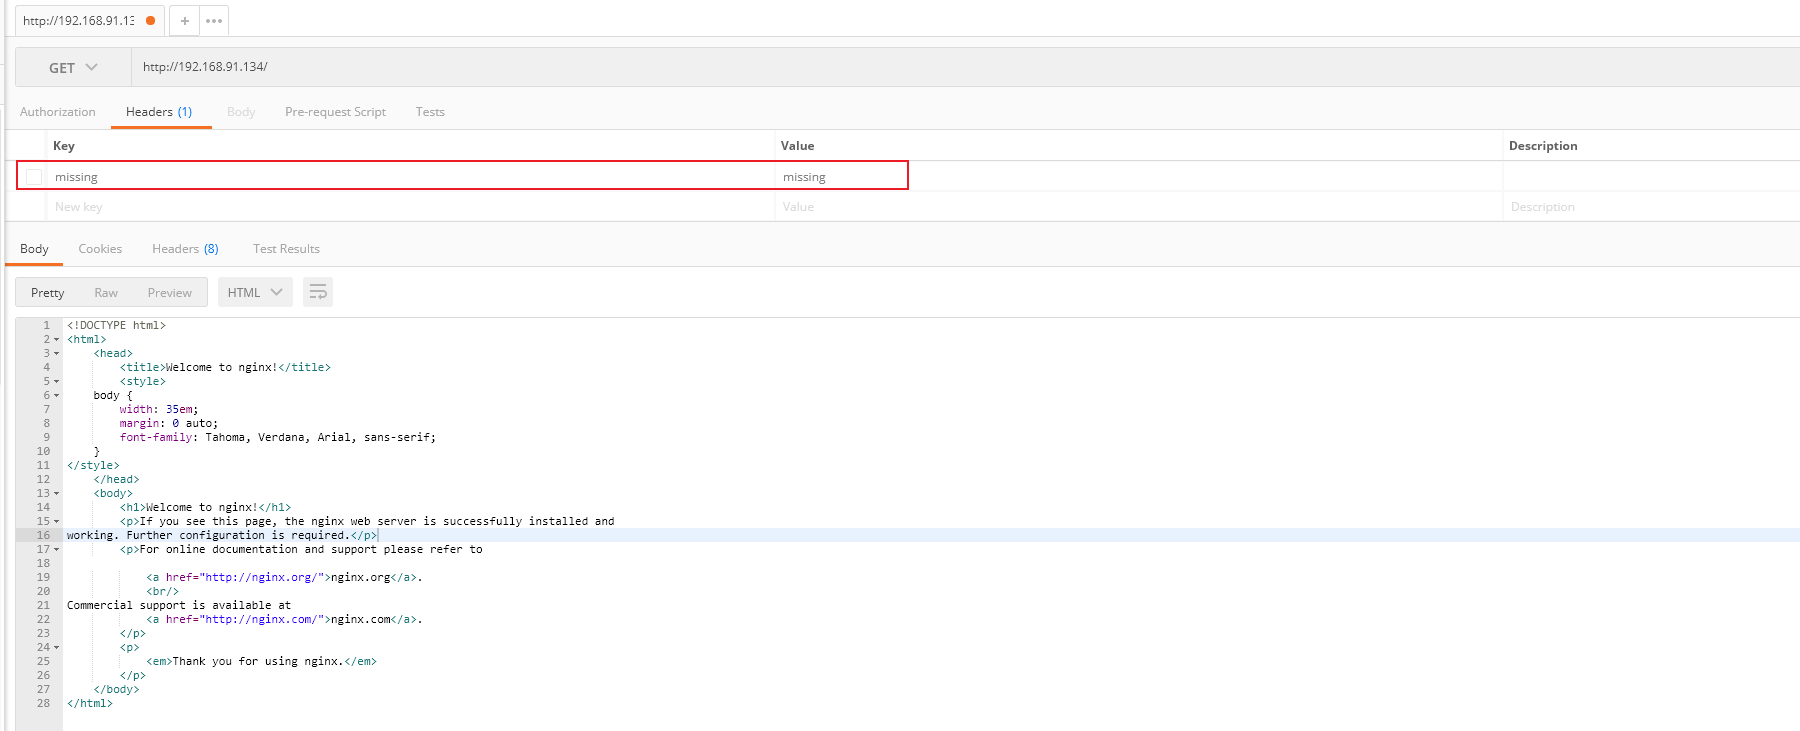 http://192.168.91.13
GET http://192.168.91.134/
Authorization Headers (1) Body Pre-request Script Tests
Key Value Description
missing missing
New key Value Description
Body Cookies Headers (8) Test Results
Pretty Raw Preview HTML
1 <!DOCTYPE html>
2 <html>
3 <head>
4 <title>Welcome to nginx!</title>
5 <style>
6 body {
7 width: 35em;
8 margin: 0 auto;
9 font-family: Tahoma, Verdana, Arial, sans-serif;
10 }
11 </style>
12 </head>
13 <body>
14 <h1>Welcome to nginx!</h1>
15 <p>If you see this page, the nginx web server is successfully installed and
16 working. Further configuration is required.</p>
17 <p>For online documentation and support please refer to
18
19 <a href="http://nginx.org/">nginx.org</a>.
20 <br/>
21 Commercial support is available at
22 <a href="http://nginx.com/">nginx.com</a>.
23 </p>
24 <p>
25 <em>Thank you for using nginx.</em>
26 </p>
27 </body>
28 </html>